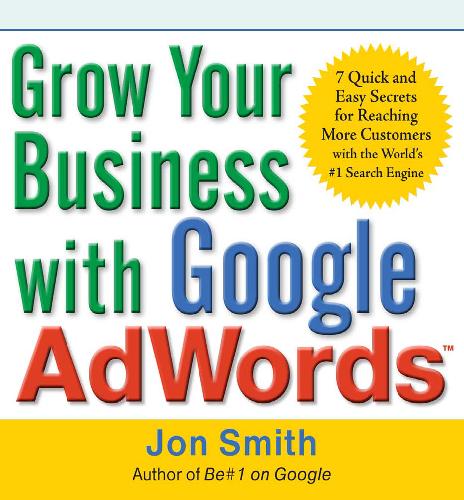 Grow Your
Business
with Google
AdWords™
7 Quick and
Easy Secrets
for Reaching
More Customers
with the World's
#1 Search Engine
Jon Smith
Author of Be#1 on Google